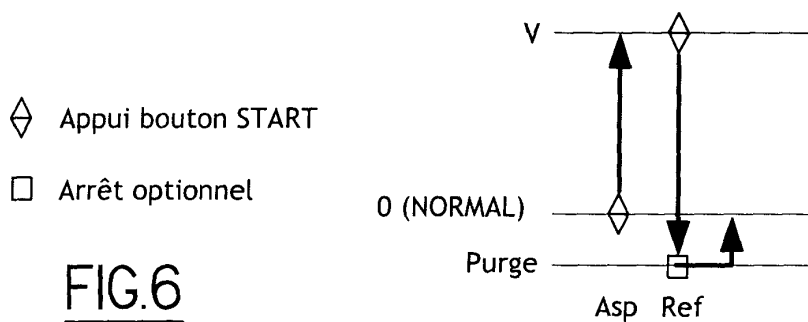 V
Appui bouton START
Arrêt optionnel
0 (NORMAL)
Purge
FIG.6
Asp Ref